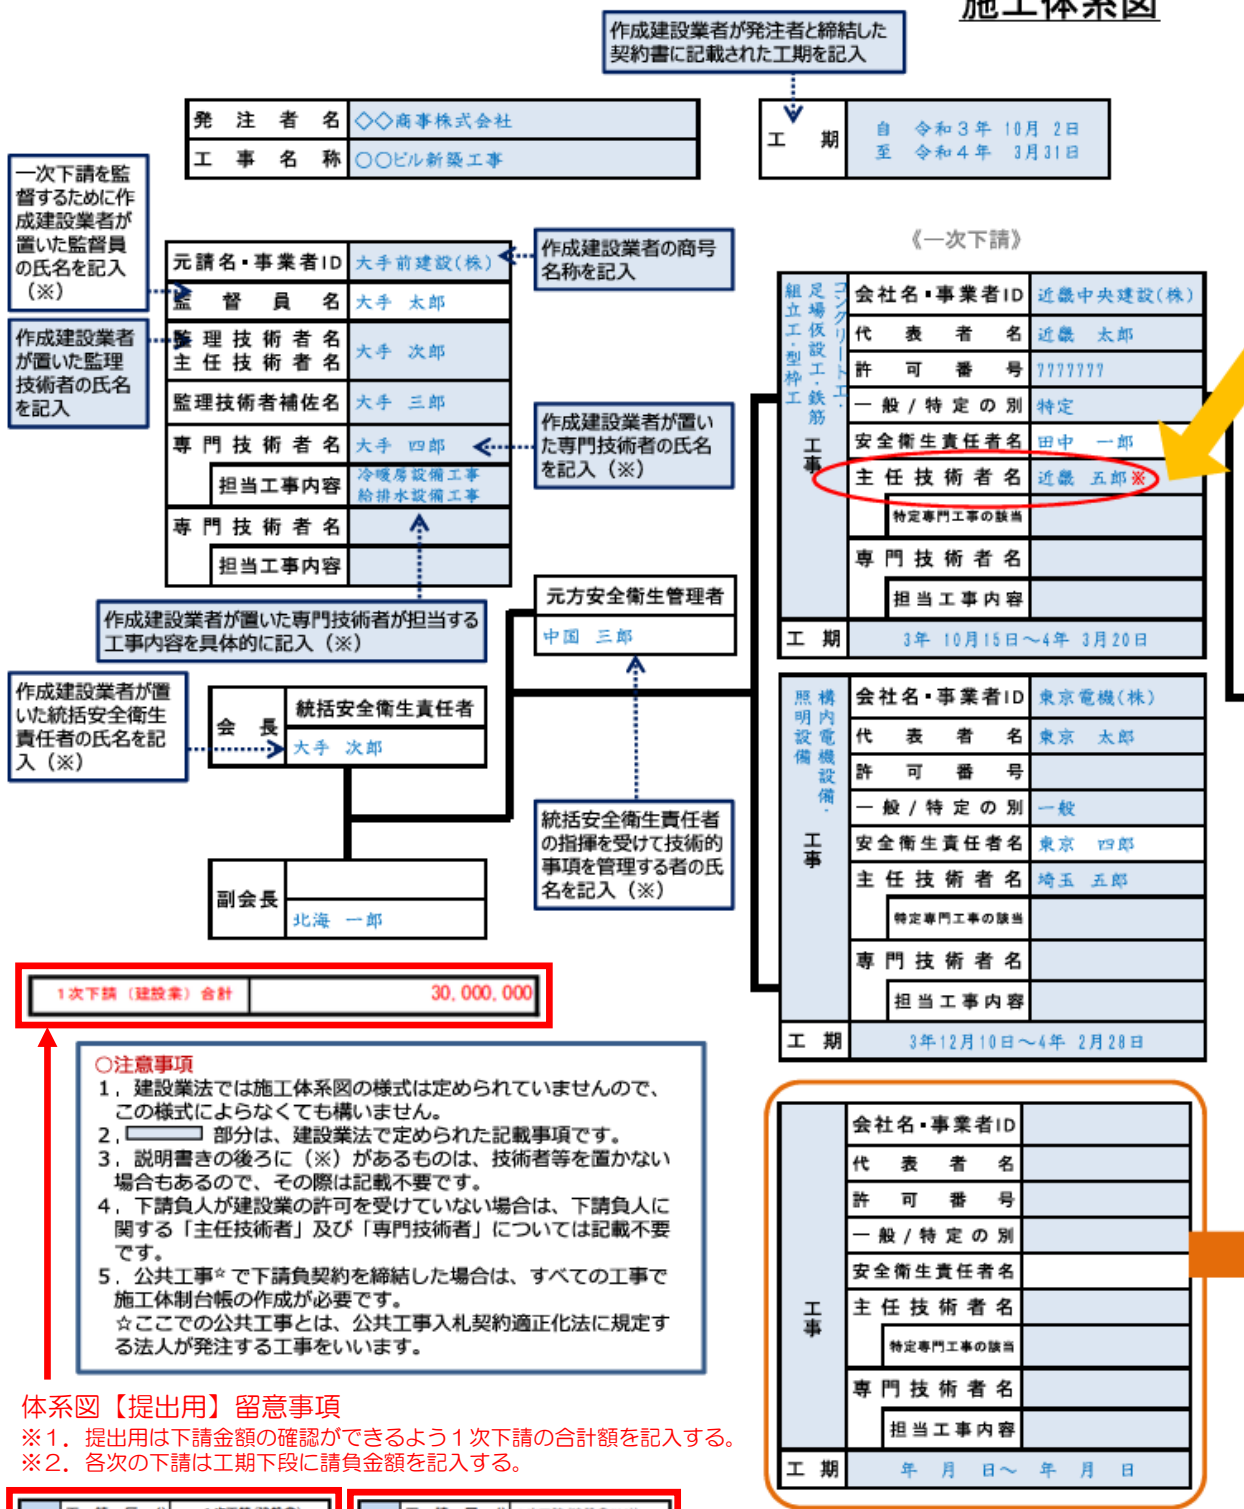 施工体系図
作成建設業者が発注者と締結した
契約書に記載された工期を記入
発注者名 ◇◇商事株式会社
工事名称 〇〇ビル新築工事
工期
自 令和3年 10月 2日
至 令和4年 3月31日
一次下請を監
督するために作
成建設業者が
置いた監督員
の氏名を記入
(※)
作成建設業者
が置いた監理
技術者の氏名
を記入
元請名・事業者ID 大手前建設(株)
監督員名 大手 太郎
監理技術者名
主任技術者名
大手 次郎
監理技術者補佐名 大手 三郎
専門技術者名 大手 四郎
担当工事内容
冷暖房設備工事
給排水設備工事
専門技術者名
担当工事内容
作成建設業者の商号
名称を記入
作成建設業者が置い
た専門技術者の氏名
を記入(※)
作成建設業者が置いた専門技術者が担当する
工事内容を具体的に記入(※)
元方安全衛生管理者
中国 三郎
作成建設業者が置
いた統括安全衛生
責任者の氏名を記
入(※)
会長
統括安全衛生責任者
大手 次郎
副会長
北海 一郎
統括安全衛生責任者
の指揮を受けて技術的
事項を管理する者の氏
名を記入(※)
《一次下請》
コンクリート工・
足場仮設工・鉄筋
組立工・型枠工
工事
会社名・事業者ID 近畿中央建設(株)
代表者名 近畿 太郎
許可番号 ???????
一般/特定の別 特定
安全衛生責任者名 田中 一郎
主任技術者名 近畿 五郎※
特定専門工事の該当
専門技術者名
担当工事内容
工期 3年 10月15日~4年 3月20日
構内電機設備・
照明設備
工事
会社名・事業者ID 東京電機(株)
代表者名 東京 太郎
許可番号
一般/特定の別 一般
安全衛生責任者名 東京 四郎
主任技術者名 埼玉 五郎
特定専門工事の該当
専門技術者名
担当工事内容
工期 3年12月10日~4年 2月28日
工事
会社名・事業者ID
代表者名
許可番号
一般/特定の別
安全衛生責任者名
主任技術者名
特定専門工事の該当
専門技術者名
担当工事内容
工期 年 月 日~ 年 月 日
1次下請(建設業)合計 30,000,000
〇注意事項
1.建設業法では施工体系図の様式は定められていませんので、
この様式によらなくても構いません。
2. 部分は、建設業法で定められた記載事項です。
3.説明書きの後ろに(※)があるものは、技術者等を置かない
場合もあるので、その際は記載不要です。
4.下請負人が建設業の許可を受けていない場合は、下請負人に
関する「主任技術者」及び「専門技術者」については記載不要
です。
5.公共工事☆で下請負契約を締結した場合は、すべての工事で
施工体制台帳の作成が必要です。
☆ここでの公共工事とは、公共工事入札契約適正化法に規定す
る法人が発注する工事をいいます。
体系図【提出用】留意事項
※1.提出用は下請金額の確認ができるよう1次下請の合計額を記入する。
※2.各次の下請は工期下段に請負金額を記入する。